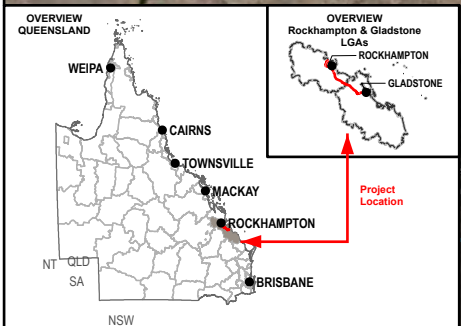 OVERVIEW
QUEENSLAND
WEIPA
CAIRNS
TOWNSVILLE
MACKAY
ROCKHAMPTON
BRISBANE
NT
QLD
SA
NSW
OVERVIEW
Rockhampton & Gladstone
LGAs
ROCKHAMPTON
GLADSTONE
Project
Location